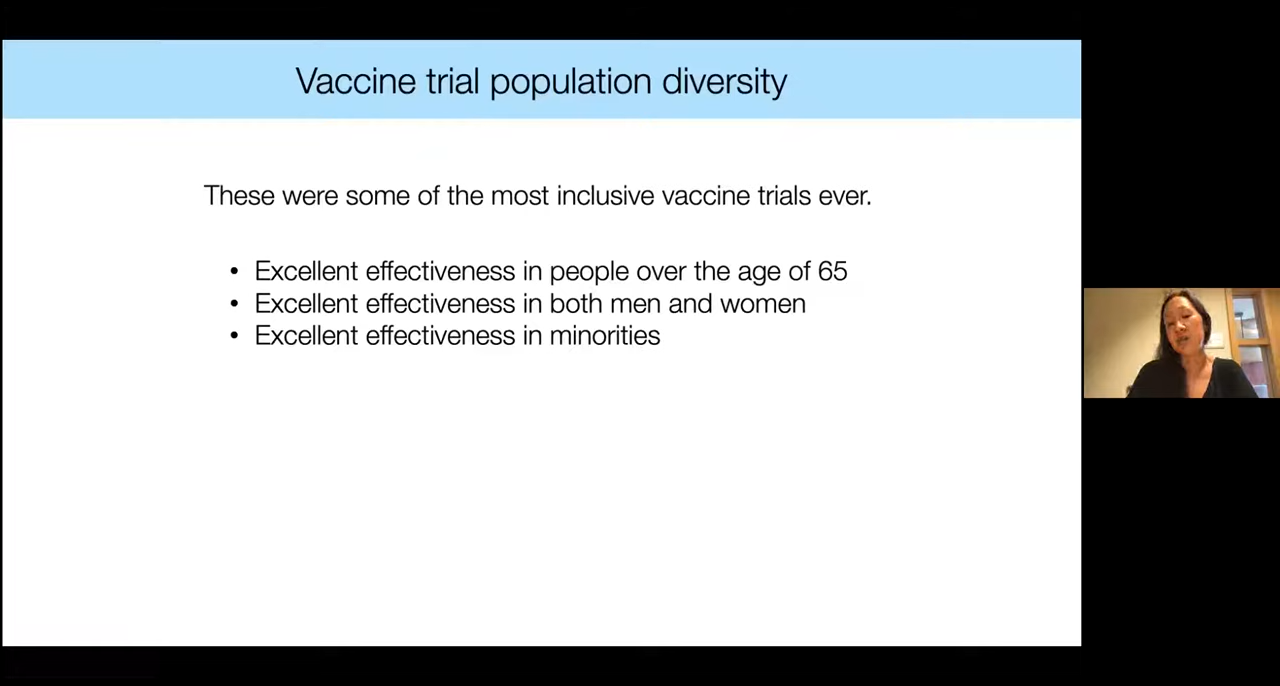 Vaccine trial population diversity
These were some of the most inclusive vaccine trials ever.
• Excellent effectiveness in people over the age of 65
• Excellent effectiveness in both men and women
• Excellent effectiveness in minorities